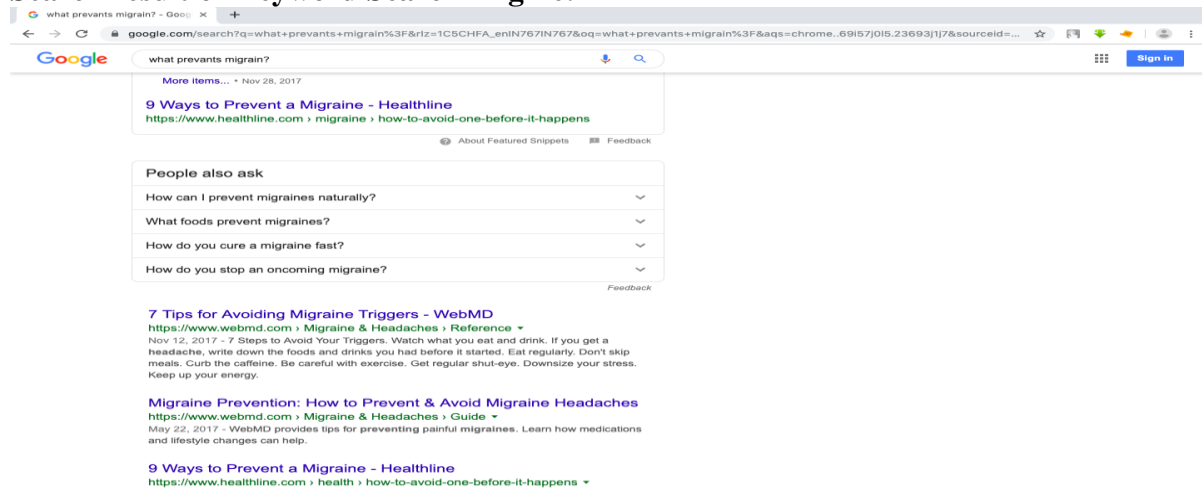 Search Result of Keyword Search Engine:
what prevants migrain? - Goog
google.com/search?q=what+prevants+migrain%3F&rlz=1C5CHFA_enIN767IN767&oq=what+prevants+migrain%3F&aqs=chrome..69i57j0l5.23693j1j7&sourceid=...
Google
what prevants migrain?
Sign in
More items... • Nov 28, 2017
9 Ways to Prevent a Migraine - Healthline
https://www.healthline.com › migraine › how-to-avoid-one-before-it-happens
About Featured Snippets Feedback
People also ask
How can I prevent migraines naturally?
What foods prevent migraines?
How do you cure a migraine fast?
How do you stop an oncoming migraine?
Feedback
7 Tips for Avoiding Migraine Triggers - WebMD
https://www.webmd.com › Migraine & Headaches › Reference
Nov 12, 2017 - 7 Steps to Avoid Your Triggers. Watch what you eat and drink. If you get a
headache, write down the foods and drinks you had before it started. Eat regularly. Don't skip
meals. Curb the caffeine. Be careful with exercise. Get regular shut-eye. Downsize your stress.
Keep up your energy.
Migraine Prevention: How to Prevent & Avoid Migraine Headaches
https://www.webmd.com › Migraine & Headaches › Guide
May 22, 2017 - WebMD provides tips for preventing painful migraines. Learn how medications
and lifestyle changes can help.
9 Ways to Prevent a Migraine - Healthline
https://www.healthline.com › health › how-to-avoid-one-before-it-happens